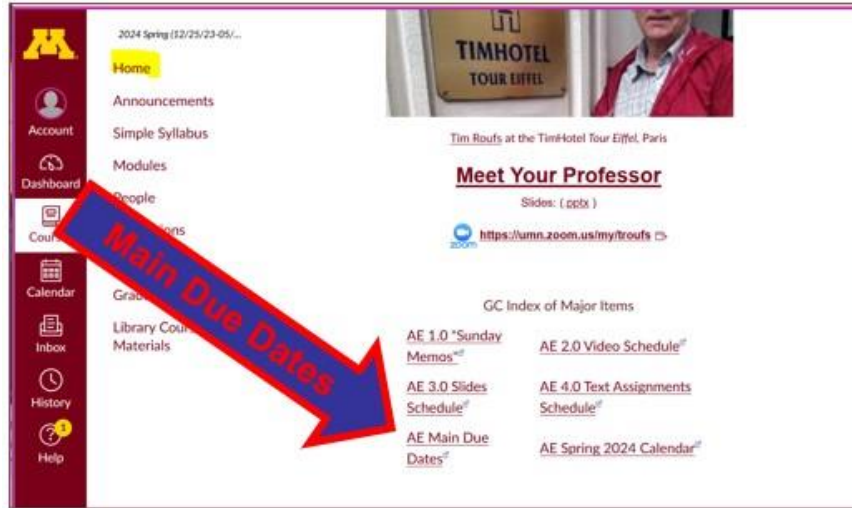 2024 Spring (12/25/23-05/...
Home
Announcements
Simple Syllabus
Modules
People
Account
Dashboard
Calendar
Inbox
History
1
Help
Library
Materials
Main Due Dates
TIMHOTEL
TOUR EIFFEL
Tim Roufs at the TimHotel Tour Eiffel, Paris
Meet Your Professor
Slides: (.pptx )
zoom https://umn.zoom.us/my/troufs
GC Index of Major Items
AE 1.0 "Sunday
Memos"
AE 2.0 Video Schedule
AE 3.0 Slides
Schedule
AE 4.0 Text Assignments
Schedule
AE Main Due
Dates
AE Spring 2024 Calendar